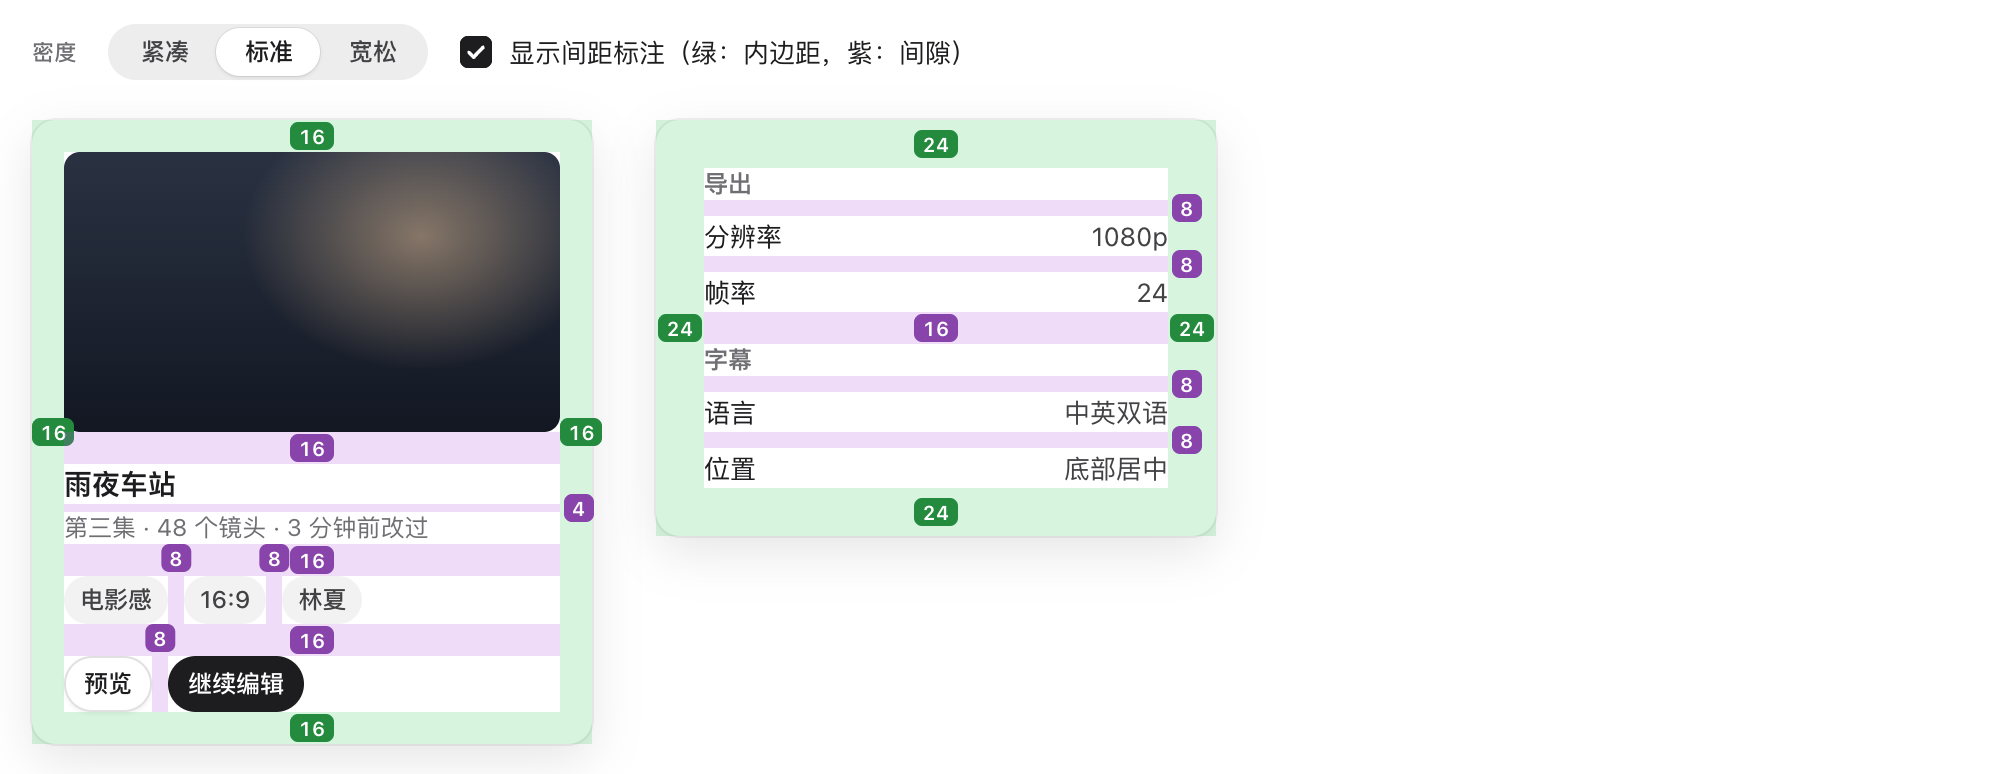 密度 紧凑 标准 宽松 显示间距标注（绿：内边距，紫：间隙）
16
16 16
16
雨夜车站
4
第三集 · 48 个镜头 · 3 分钟前改过
8 8 16
电影感 16:9 林夏
8 16
预览 继续编辑
16
24
导出
8
分辨率 1080p
8
帧率 24
24 16 24
字幕
8
语言 中英双语
8
位置 底部居中
24